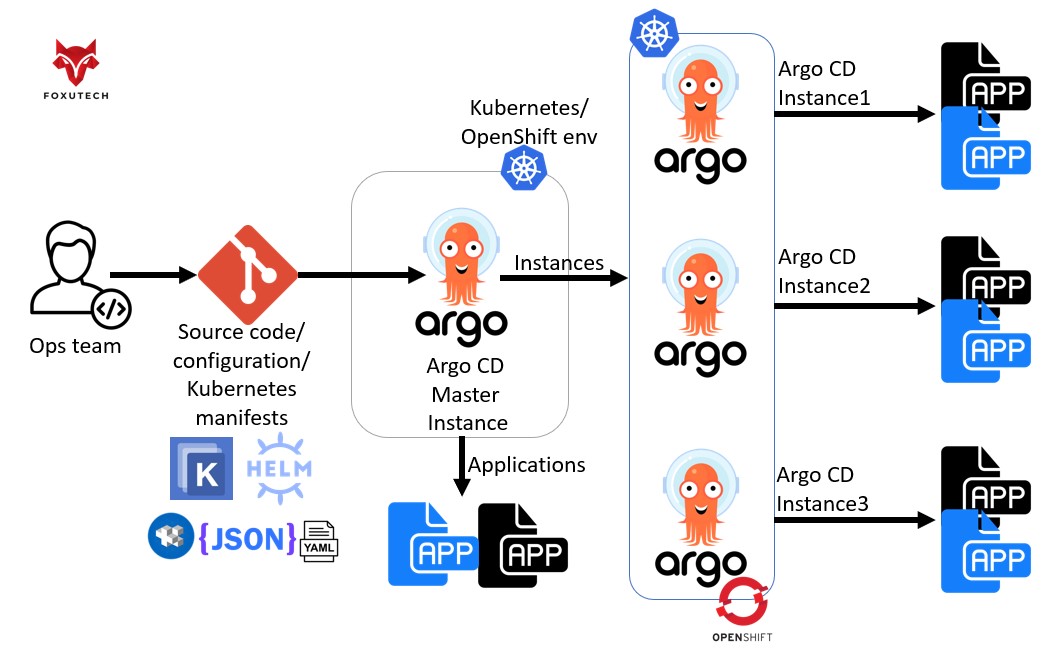 FOXUTECH
Kubernetes/
OpenShift env
Ops team
Source code/
configuration/
Kubernetes
manifests
K
HELM
{JSON}
YAML
argo
Argo CD
Master
Instance
Instances
Applications
APP
APP
argo
Argo CD
Instance1
APP
APP
argo
Argo CD
Instance2
APP
APP
argo
Argo CD
Instance3
APP
APP
OPENSHIFT